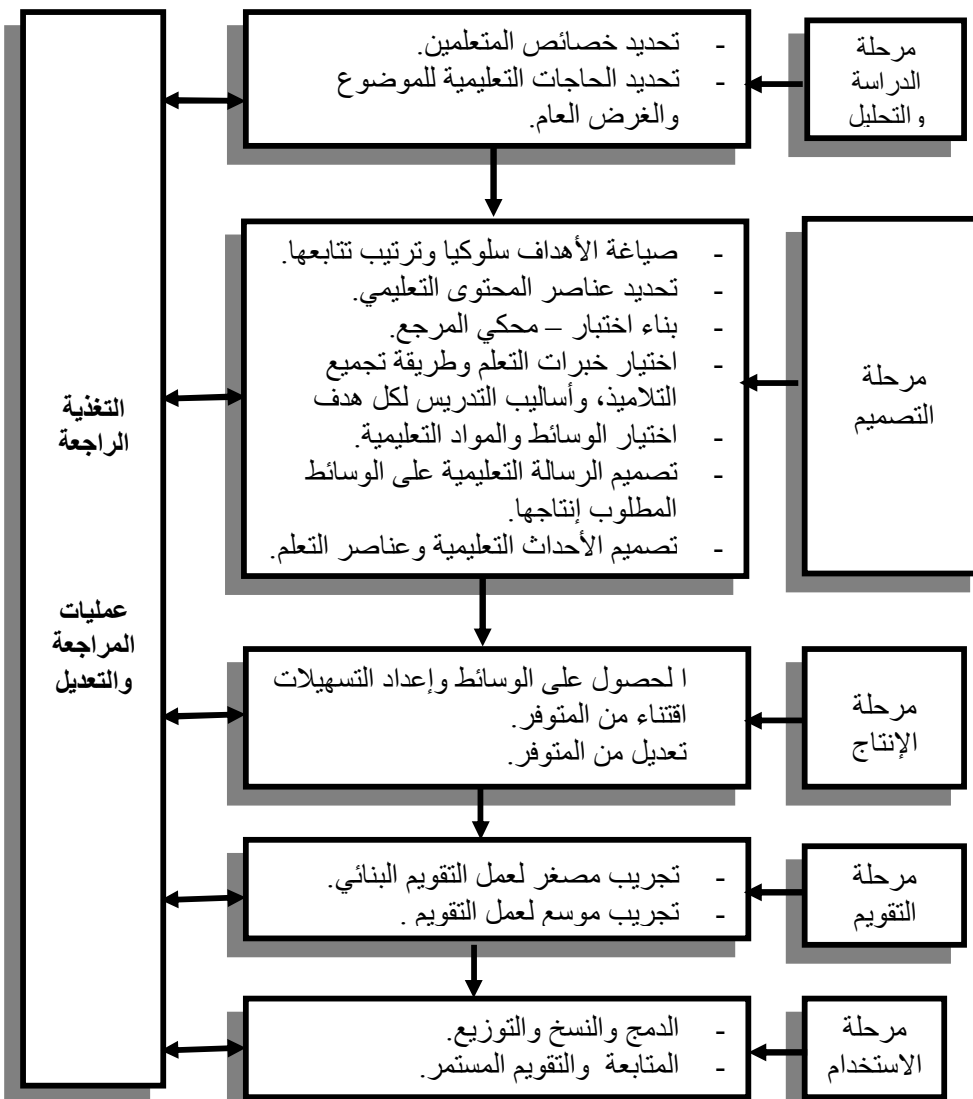 مرحلة
الدراسة
والتحليل
- تحديد خصائص المتعلمين.
- تحديد الحاجات التعليمية للموضوع
والغرض العام.
مرحلة
التصميم
- صياغة الأهداف سلوكيا وترتيب تتابعها.
- تحديد عناصر المحتوى التعليمي.
- بناء اختبار – محكي المرجع.
- اختيار خبرات التعلم وطريقة تجميع
التلاميذ، وأساليب التدريس لكل هدف
- اختيار الوسائط والمواد التعليمية.
- تصميم الرسالة التعليمية على الوسائط
المطلوب إنتاجها.
- تصميم الأحداث التعليمية وعناصر التعلم.
مرحلة
الإنتاج
ا لحصول على الوسائط وإعداد التسهيلات
اقتناء من المتوفر.
تعديل من المتوفر.
مرحلة
التقويم
- تجريب مصغر لعمل التقويم البنائي.
- تجريب موسع لعمل التقويم .
مرحلة
الاستخدام
- الدمج والنسخ والتوزيع.
- المتابعة والتقويم المستمر.
التغذية
الراجعة
عمليات
المراجعة
والتعديل